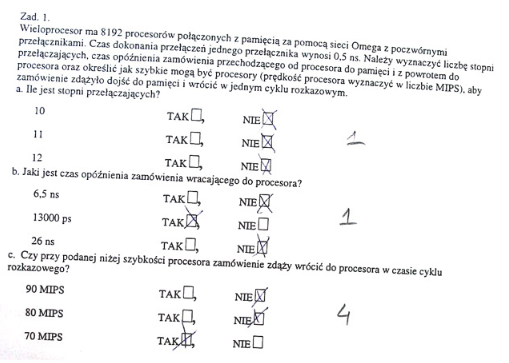 Zad. 1.
Wieloprocesor ma 8192 procesorów połączonych z pamięcią za pomocą sieci Omega z poczwórnymi
przełącznikami. Czas dokonania przełączeń jednego przełącznika wynosi 0,5 ns. Należy wyznaczyć liczbę stopni
przełączających, czas opóźnienia zamówienia przechodzącego od procesora do pamięci i z powrotem do
procesora oraz określić jak szybkie mogą być procesory (prędkość procesora wyznaczyć w liczbie MIPS), aby
zamówienie zdążyło dojść do pamięci i wrócić w jednym cyklu rozkazowym.
a. Ile jest stopni przełączających?
10 TAK☐, NIE☒
11 TAK☐, NIE☒ 1
12 TAK☐, NIE☒
b. Jaki jest czas opóźnienia zamówienia wracającego do procesora?
6,5 ns TAK☐, NIE☒
13000 ps TAK☒, NIE☐ 1
26 ns TAK☐, NIE☒
c. Czy przy podanej niżej szybkości procesora zamówienie zdąży wrócić do procesora w czasie cyklu
rozkazowego?
90 MIPS TAK☐, NIE☒
80 MIPS TAK☐, NIE☒ 4
70 MIPS TAK☒, NIE☐